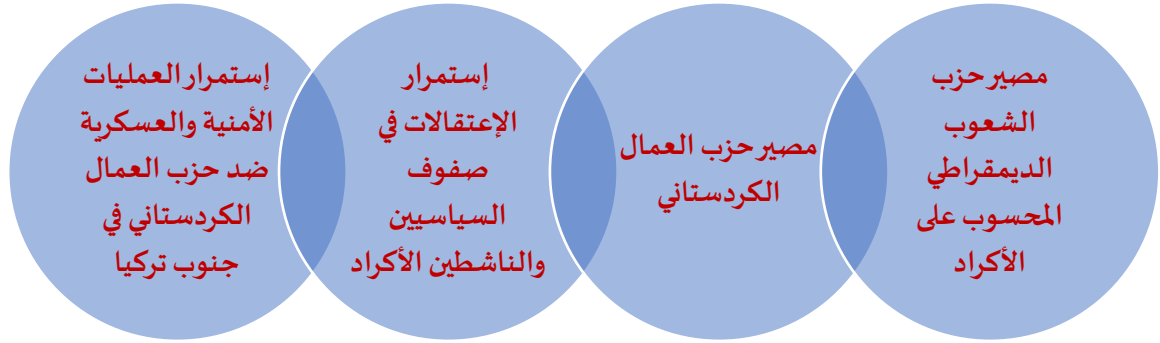 مصير حزب
الشعوب
الديمقراطي
المحسوب على
الأكراد
مصير حزب العمال
الكردستاني
إستمرار
الإعتقالات في
صفوف
السياسيين
والناشطين الأكراد
إستمرار العمليات
الأمنية والعسكرية
ضد حزب العمال
الكردستاني في
جنوب تركيا